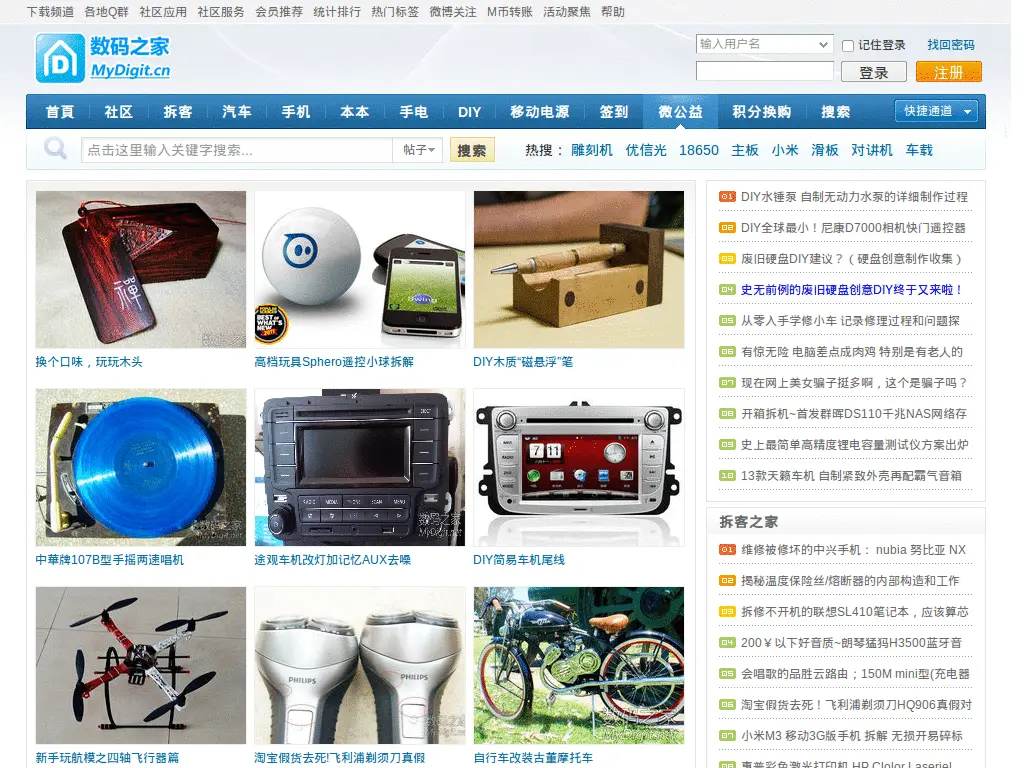 下载频道 各地Q群 社区应用 社区服务 会员推荐 统计排行 热门标签 微博关注 M币转账 活动聚焦 帮助
数码之家
MyDigit.cn
输入用户名 记住登录 找回密码
登录 注册
首頁 社区 拆客 汽车 手机 本本 手电 DIY 移动电源 签到 微公益 积分换购 搜索 快捷通道
点击这里输入关键字搜索... 帖子 搜索 热搜： 雕刻机 优信光 18650 主板 小米 滑板 对讲机 车载
换个口味，玩玩木头
高档玩具Sphero遥控小球拆解
DIY木质“磁悬浮”笔
中華牌107B型手摇两速唱机
途观车机改灯加记忆AUX去噪
DIY简易车机尾线
PHILIPS PHILIPS
新手玩航模之四轴飞行器篇
淘宝假货去死!飞利浦剃须刀真假
自行车改装古董摩托车
01 DIY水锤泵 自制无动力水泵的详细制作过程
02 DIY全球最小！尼康D7000相机快门遥控器
03 废旧硬盘DIY建议？（硬盘创意制作收集）
04 史无前例的废旧硬盘创意DIY终于又来啦！
05 从零入手学修小车 记录修理过程和问题探
06 有惊无险 电脑差点成肉鸡 特别是有老人的
07 现在网上美女骗子挺多啊，这个是骗子吗？
08 开箱拆机~首发群晖DS110千兆NAS网络存
09 史上最简单高精度锂电容量测试仪方案出炉
10 13款天籁车机 自制紧致外壳再配霸气音箱
拆客之家
01 维修被修坏的中兴手机： nubia 努比亚 NX
02 揭秘温度保险丝/熔断器的内部构造和工作
03 拆修不开机的联想SL410笔记本，应该算芯
04 200￥以下好音质~朗琴猛犸H3500蓝牙音
05 会唱歌的品胜云路由；150M mini型(充电器
06 淘宝假货去死！飞利浦剃须刀HQ906真假对
07 小米M3 移动3G版手机 拆解 无损开易碎标
08 惠普彩色激光打印机 HP Clolor Laserjel